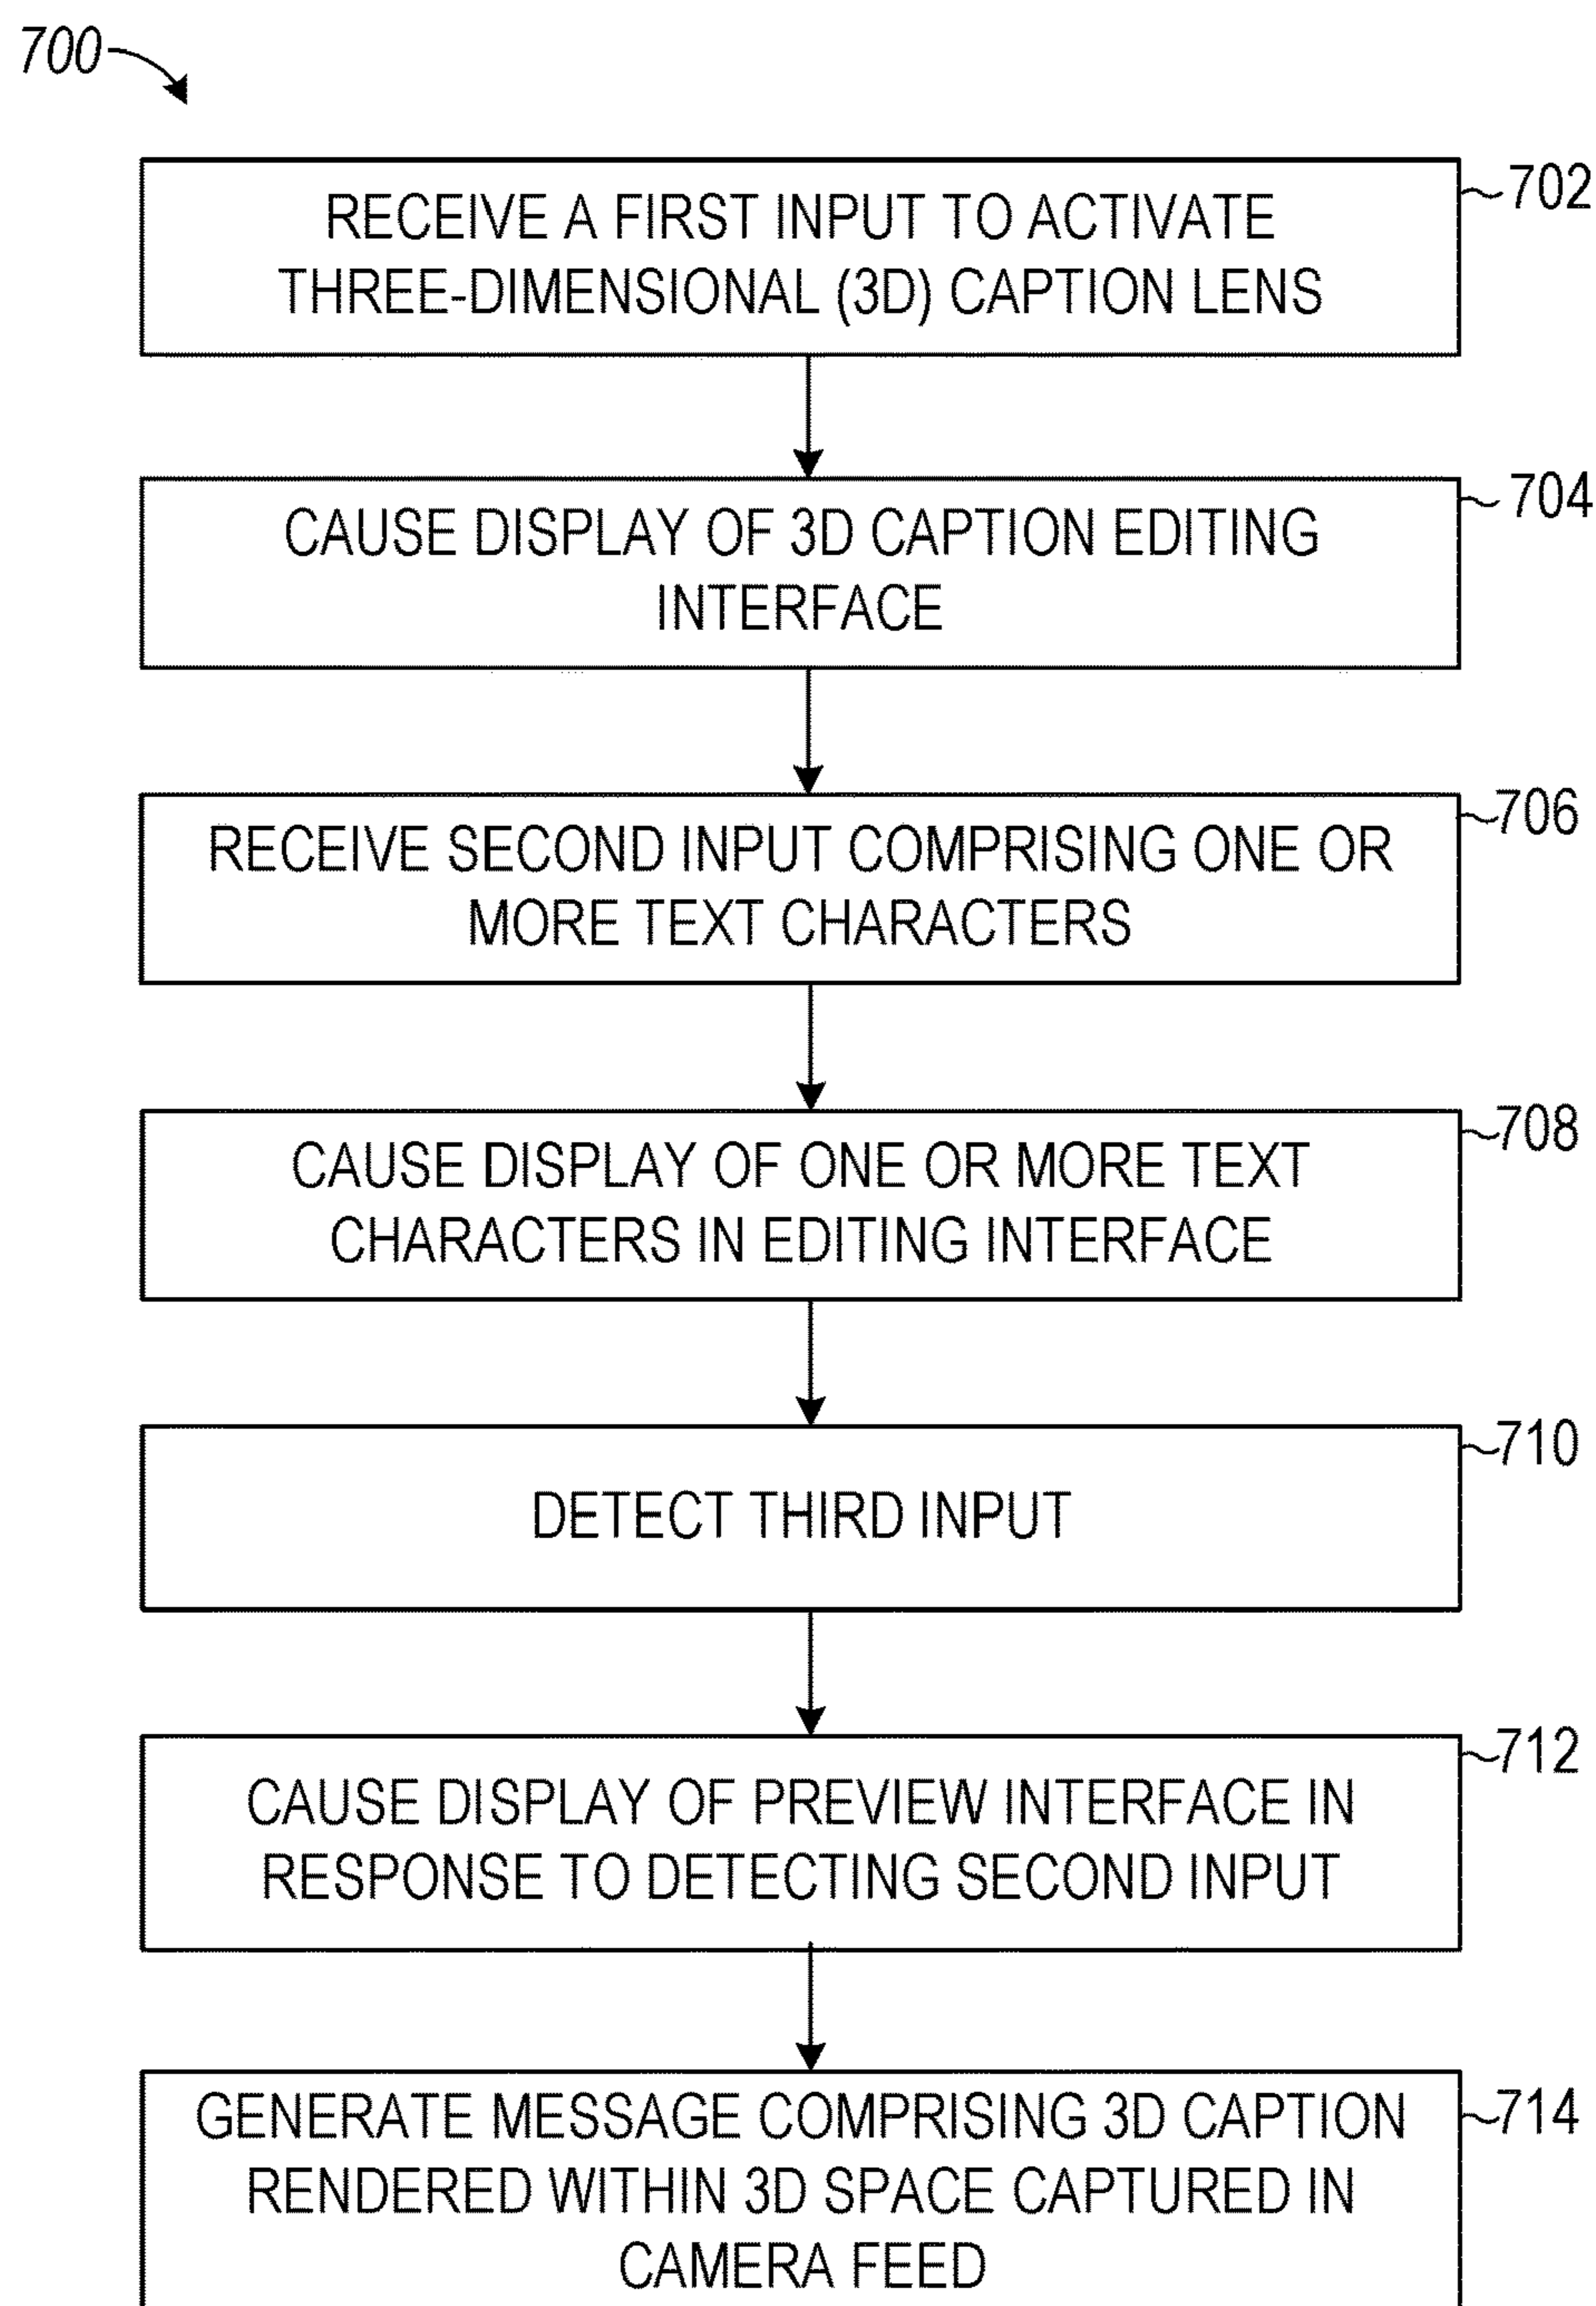 700
RECEIVE A FIRST INPUT TO ACTIVATE
THREE-DIMENSIONAL (3D) CAPTION LENS
702
CAUSE DISPLAY OF 3D CAPTION EDITING
INTERFACE
704
RECEIVE SECOND INPUT COMPRISING ONE OR
MORE TEXT CHARACTERS
706
CAUSE DISPLAY OF ONE OR MORE TEXT
CHARACTERS IN EDITING INTERFACE
708
DETECT THIRD INPUT
710
CAUSE DISPLAY OF PREVIEW INTERFACE IN
RESPONSE TO DETECTING SECOND INPUT
712
GENERATE MESSAGE COMPRISING 3D CAPTION
RENDERED WITHIN 3D SPACE CAPTURED IN
CAMERA FEED
714